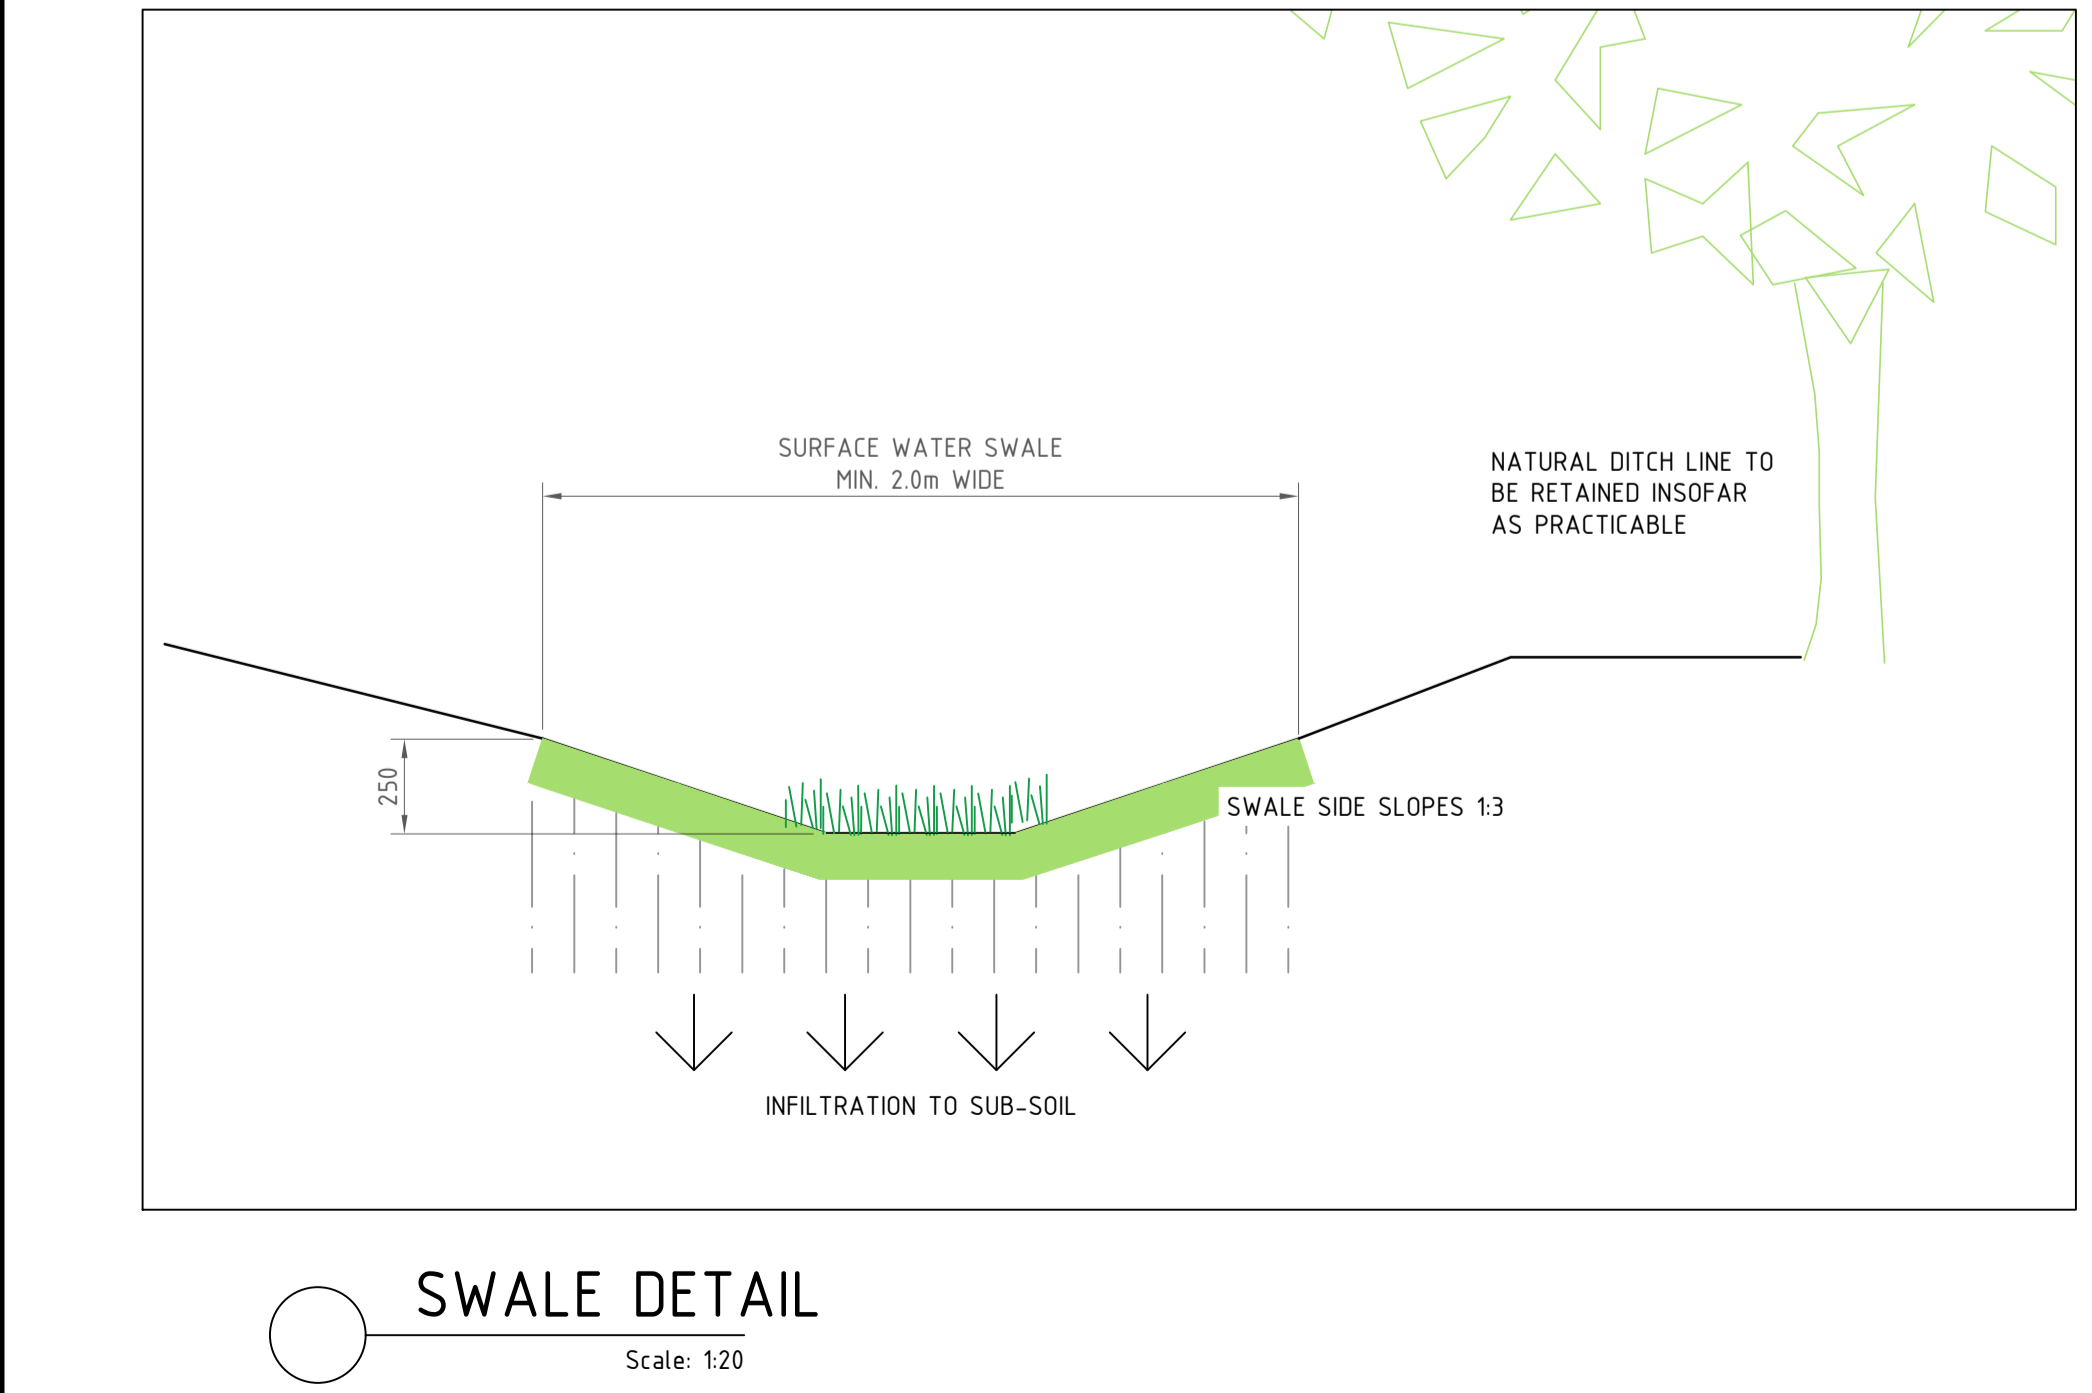 SURFACE WATER SWALE
MIN. 2.0m WIDE
NATURAL DITCH LINE TO
BE RETAINED INSOFAR
AS PRACTICABLE
250
SWALE SIDE SLOPES 1:3
INFILTRATION TO SUB-SOIL
SWALE DETAIL
Scale: 1:20